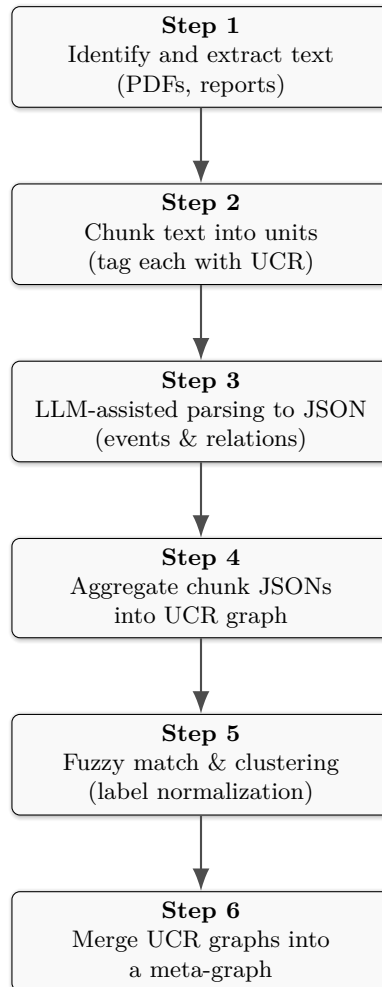 Step 1
Identify and extract text
(PDFs, reports)
Step 2
Chunk text into units
(tag each with UCR)
Step 3
LLM-assisted parsing to JSON
(events & relations)
Step 4
Aggregate chunk JSONs
into UCR graph
Step 5
Fuzzy match & clustering
(label normalization)
Step 6
Merge UCR graphs into
a meta-graph